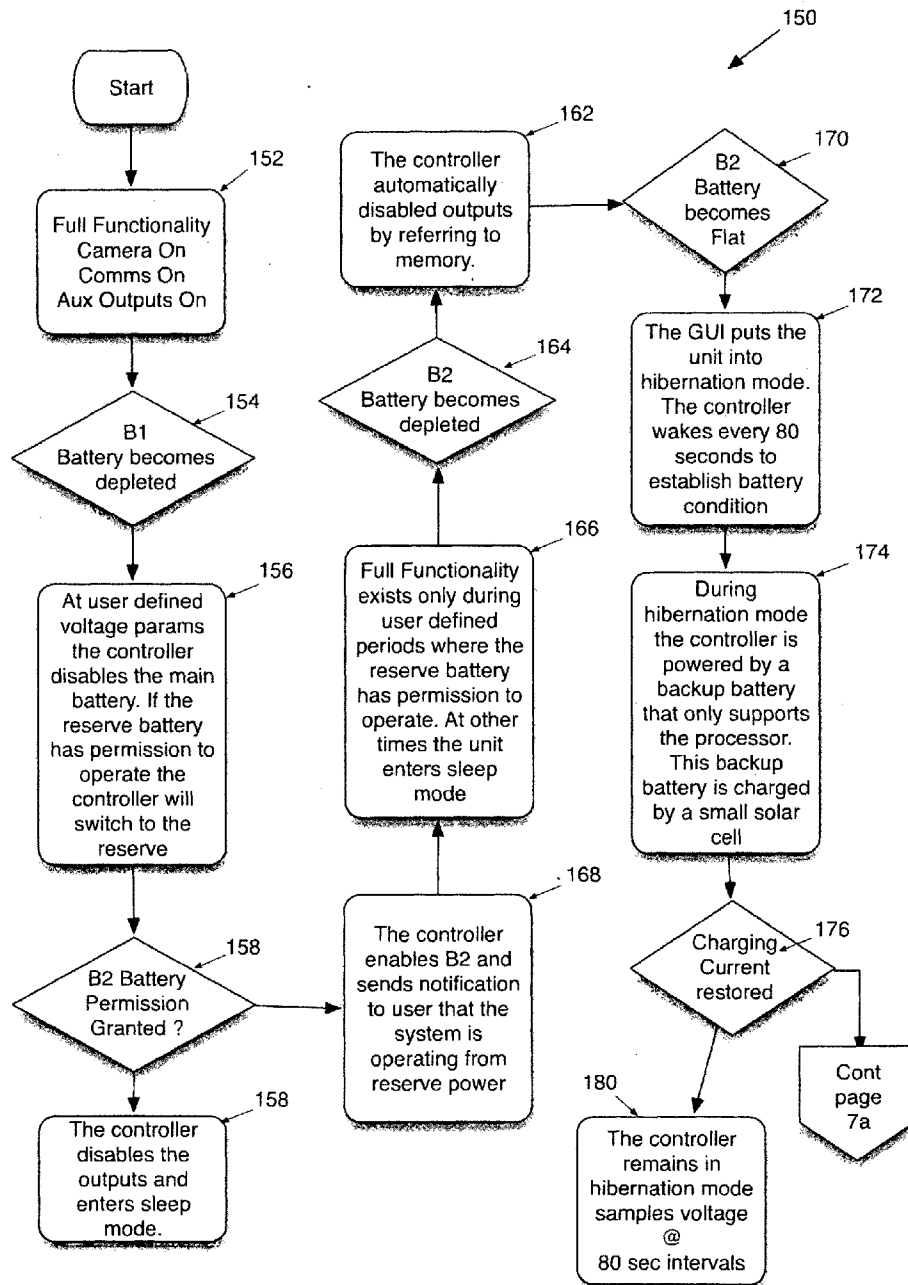 150
Start
152
Full Functionality
Camera On
Comms On
Aux Outputs On
154
B1
Battery becomes
depleted
156
At user defined
voltage params
the controller
disables the main
battery. If the
reserve battery
has permission to
operate the
controller will
switch to the
reserve
158
B2 Battery
Permission
Granted ?
158
The controller
disables the
outputs and
enters sleep
mode.
168
The controller
enables B2 and
sends notification
to user that the
system is
operating from
reserve power
166
Full Functionality
exists only during
user defined
periods where the
reserve battery
has permission to
operate. At other
times the unit
enters sleep
mode
164
B2
Battery becomes
depleted
162
The controller
automatically
disabled outputs
by referring to
memory.
170
B2
Battery
becomes
Flat
172
The GUI puts the
unit into
hibernation mode.
The controller
wakes every 80
seconds to
establish battery
condition
174
During
hibernation mode
the controller is
powered by a
backup battery
that only supports
the processor.
This backup
battery is charged
by a small solar
cell
176
Charging
Current
restored
Cont
page
7a
180
The controller
remains in
hibernation mode
samples voltage
@
80 sec intervals